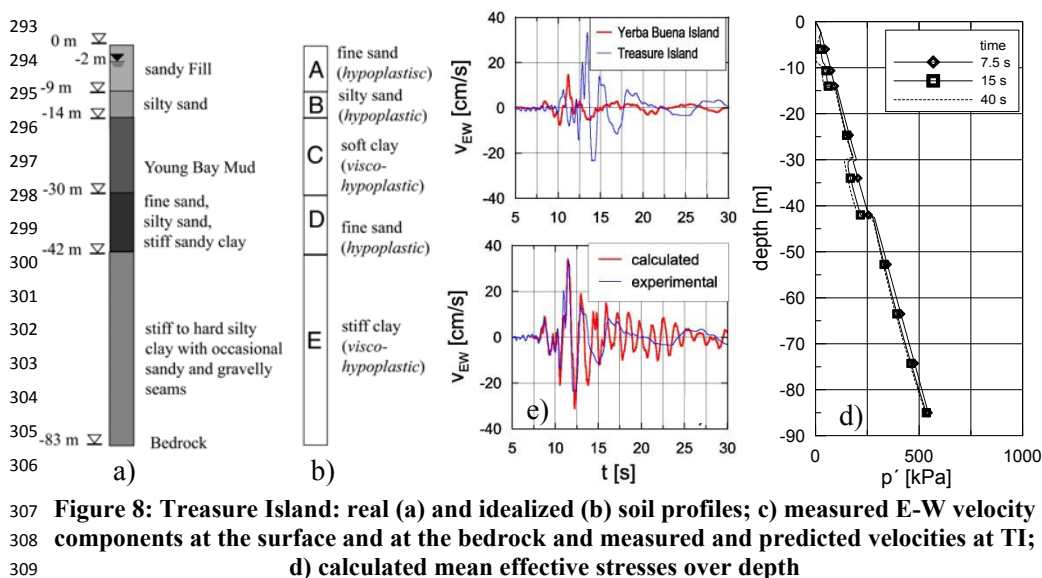 293
294
295
296
297
298
299
300
301
302
303
304
305
306
307
308
309
0 m
-2 m
-9 m
-14 m
-30 m
-42 m
-83 m
sandy Fill
silty sand
Young Bay Mud
fine sand,
silty sand,
stiff sandy clay
stiff to hard silty
clay with occasional
sandy and gravelly
seams
Bedrock
a)
A
B
C
D
E
fine sand
(hypoplastisc)
silty sand
(hypoplastic)
soft clay
(visco-
hypoplastic)
fine sand
(hypoplastic)
stiff clay
(visco-
hypoplastic)
b)
Yerba Buena Island
Treasure Island
vEW [cm/s]
40
20
0
-20
-40
5 10 15 20 25 30
calculated
experimental
vEW [cm/s]
40
20
0
-20
-40
e)
5 10 15 20 25 30
t [s]
time
7.5 s
15 s
40 s
depth [m]
0
-10
-20
-30
-40
-50
-60
-70
-80
-90
d)
0 250 500 1000
p´ [kPa]
Figure 8: Treasure Island: real (a) and idealized (b) soil profiles; c) measured E-W velocity
components at the surface and at the bedrock and measured and predicted velocities at TI;
d) calculated mean effective stresses over depth